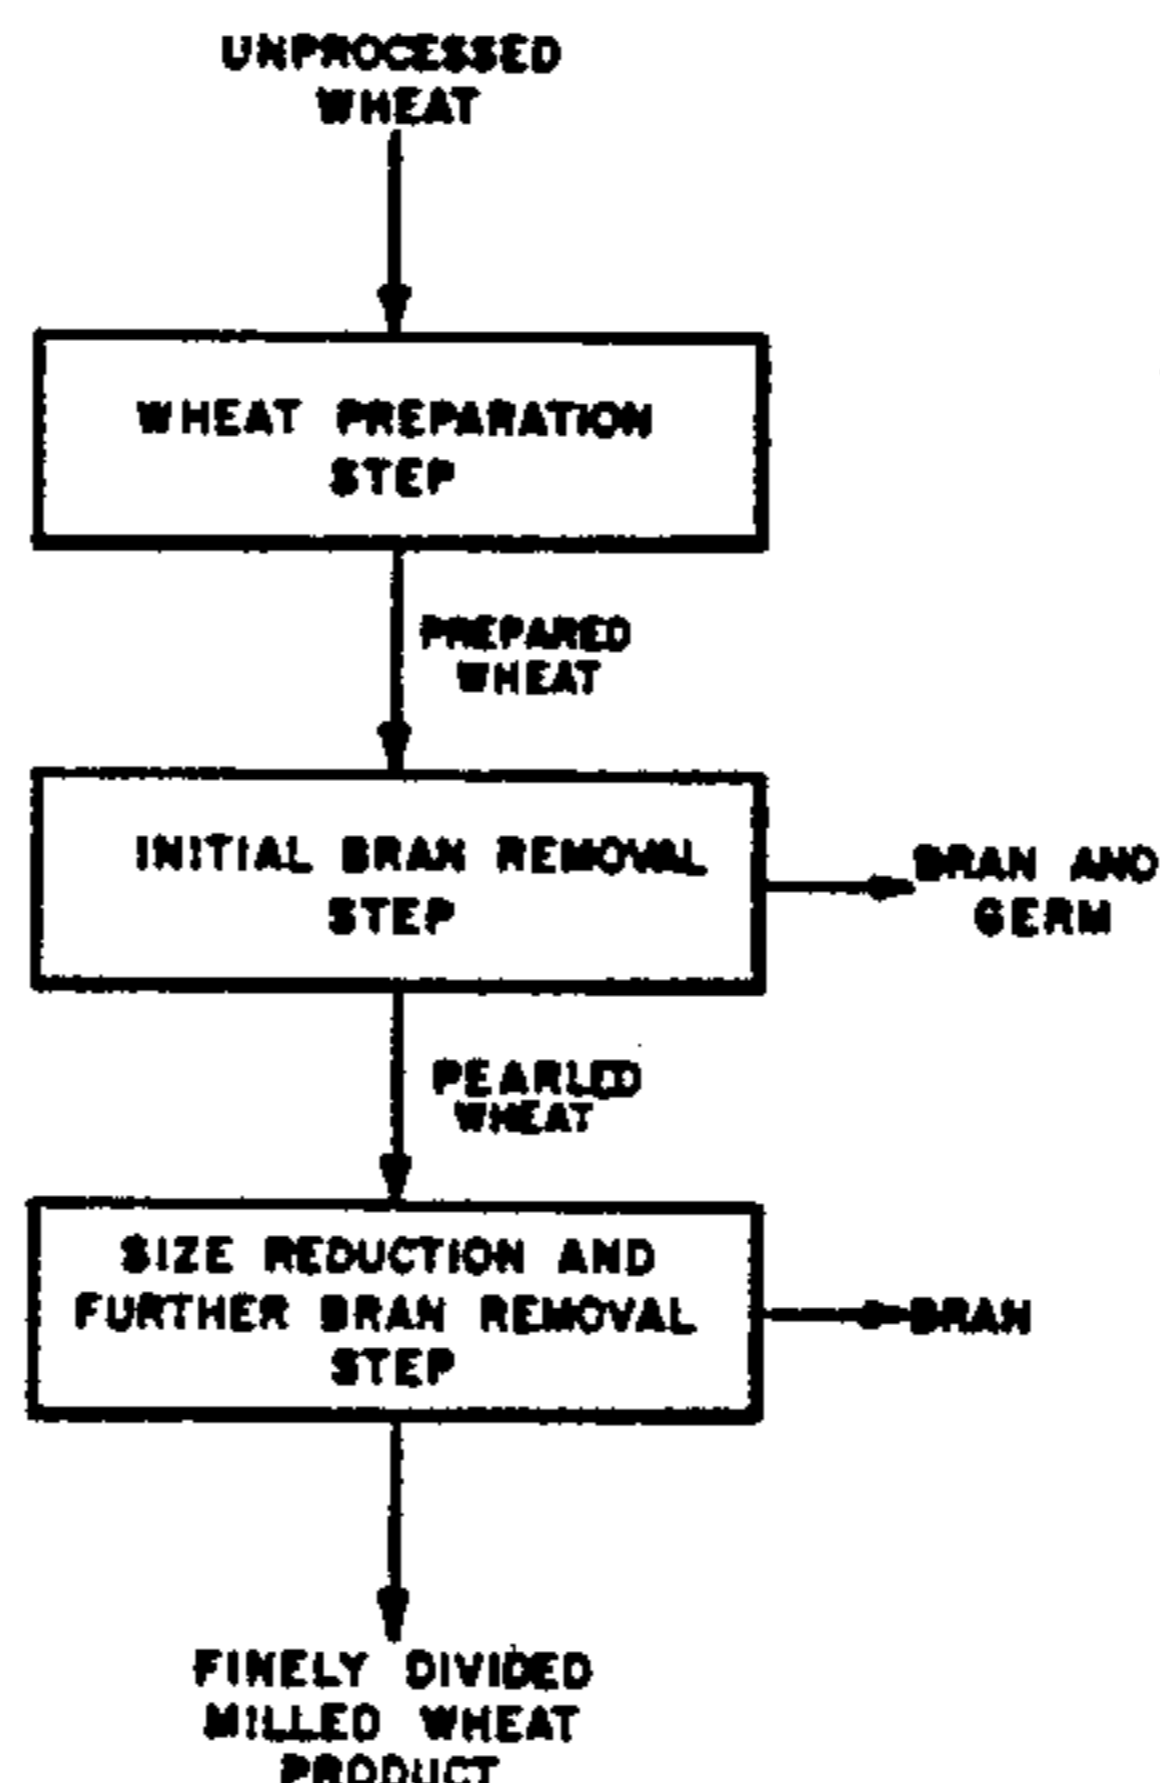 UNPROCESSED
WHEAT
WHEAT PREPARATION
STEP
PREPARED
WHEAT
INITIAL BRAN REMOVAL
STEP
BRAN AND
GERM
PEARLED
WHEAT
SIZE REDUCTION AND
FURTHER BRAN REMOVAL
STEP
BRAN
FINELY DIVIDED
MILLED WHEAT
PRODUCT